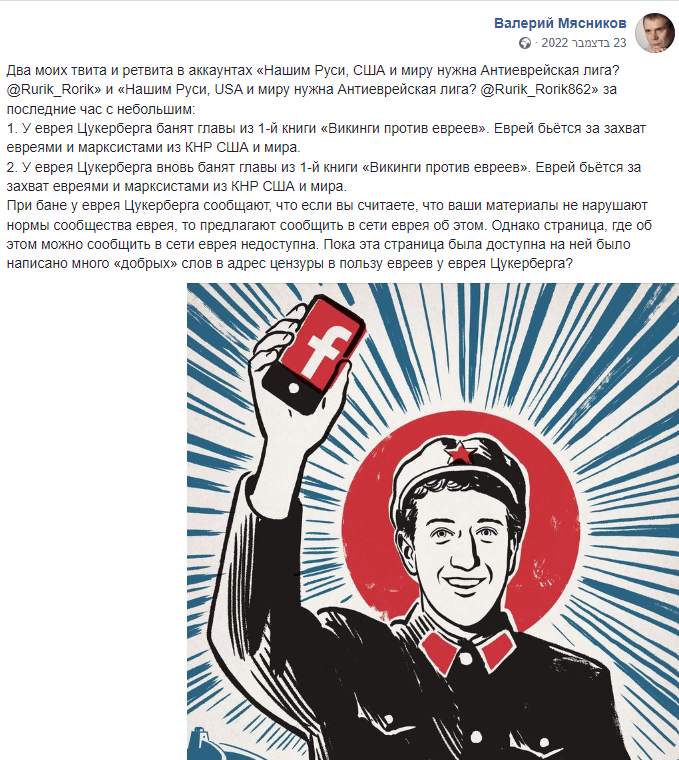 Валерий Мясников
23 בדצמבר 2022
Два моих твита и ретвита в аккаунтах «Нашим Руси, США и миру нужна Антиеврейская лига?
@Rurik_Rorik» и «Нашим Руси, USA и миру нужна Антиеврейская лига? @Rurik_Rorik862» за
последние час с небольшим:
1. У еврея Цукерберга банят главы из 1-й книги «Викинги против евреев». Еврей бьётся за захват
евреями и марксистами из КНР США и мира.
2. У еврея Цукерберга вновь банят главы из 1-й книги «Викинги против евреев». Еврей бьётся за
захват евреями и марксистами из КНР США и мира.
При бане у еврея Цукерберга сообщают, что если вы считаете, что ваши материалы не нарушают
нормы сообщества еврея, то предлагают сообщить в сети еврея об этом. Однако страница, где об
этом можно сообщить в сети еврея недоступна. Пока эта страница была доступна на ней было
написано много «добрых» слов в адрес цензуры в пользу евреев у еврея Цукерберга?
f